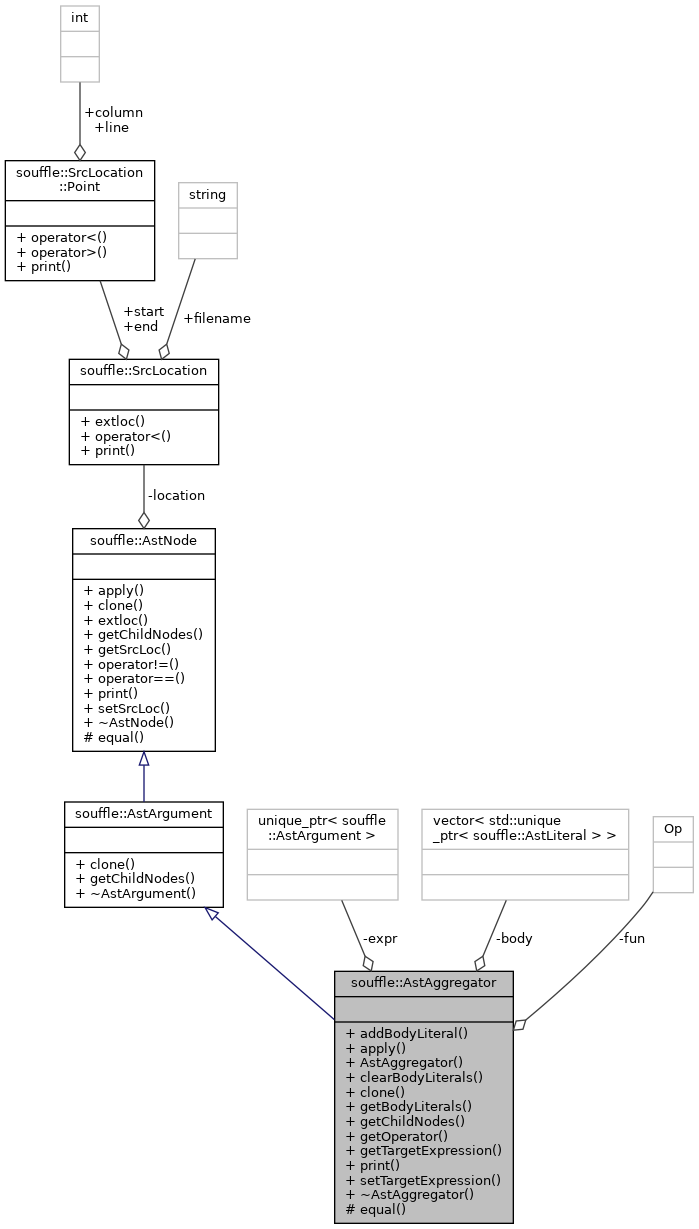 int
+column
+line
souffle::SrcLocation
::Point
+ operator<()
+ operator>()
+ print()
string
+start
+end
+filename
souffle::SrcLocation
+ extloc()
+ operator<()
+ print()
-location
souffle::AstNode
+ apply()
+ clone()
+ extloc()
+ getChildNodes()
+ getSrcLoc()
+ operator!=()
+ operator==()
+ print()
+ setSrcLoc()
+ ~AstNode()
# equal()
souffle::AstArgument
+ clone()
+ getChildNodes()
+ ~AstArgument()
unique_ptr< souffle
::AstArgument >
vector< std::unique
_ptr< souffle::AstLiteral > >
Op
-expr
-body
-fun
souffle::AstAggregator
+ addBodyLiteral()
+ apply()
+ AstAggregator()
+ clearBodyLiterals()
+ clone()
+ getBodyLiterals()
+ getChildNodes()
+ getOperator()
+ getTargetExpression()
+ print()
+ setTargetExpression()
+ ~AstAggregator()
# equal()